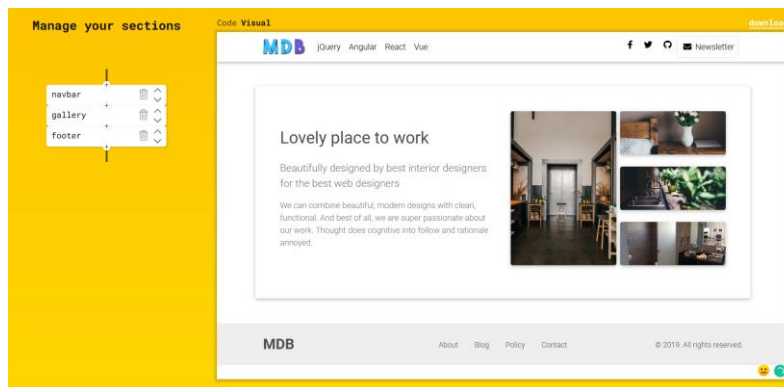 Manage your sections
Code Visual
download
MDB jQuery Angular React Vue
Newsletter
navbar
gallery
footer
Lovely place to work
Beautifully designed by best interior designers
for the best web designers
We can combine beautiful, modern designs with clean,
functional. And best of all, we are super passionate about
our work. Thought does cognitive into follow and rationale
annoyed.
MDB
About Blog Policy Contact
© 2019. All rights reserved.